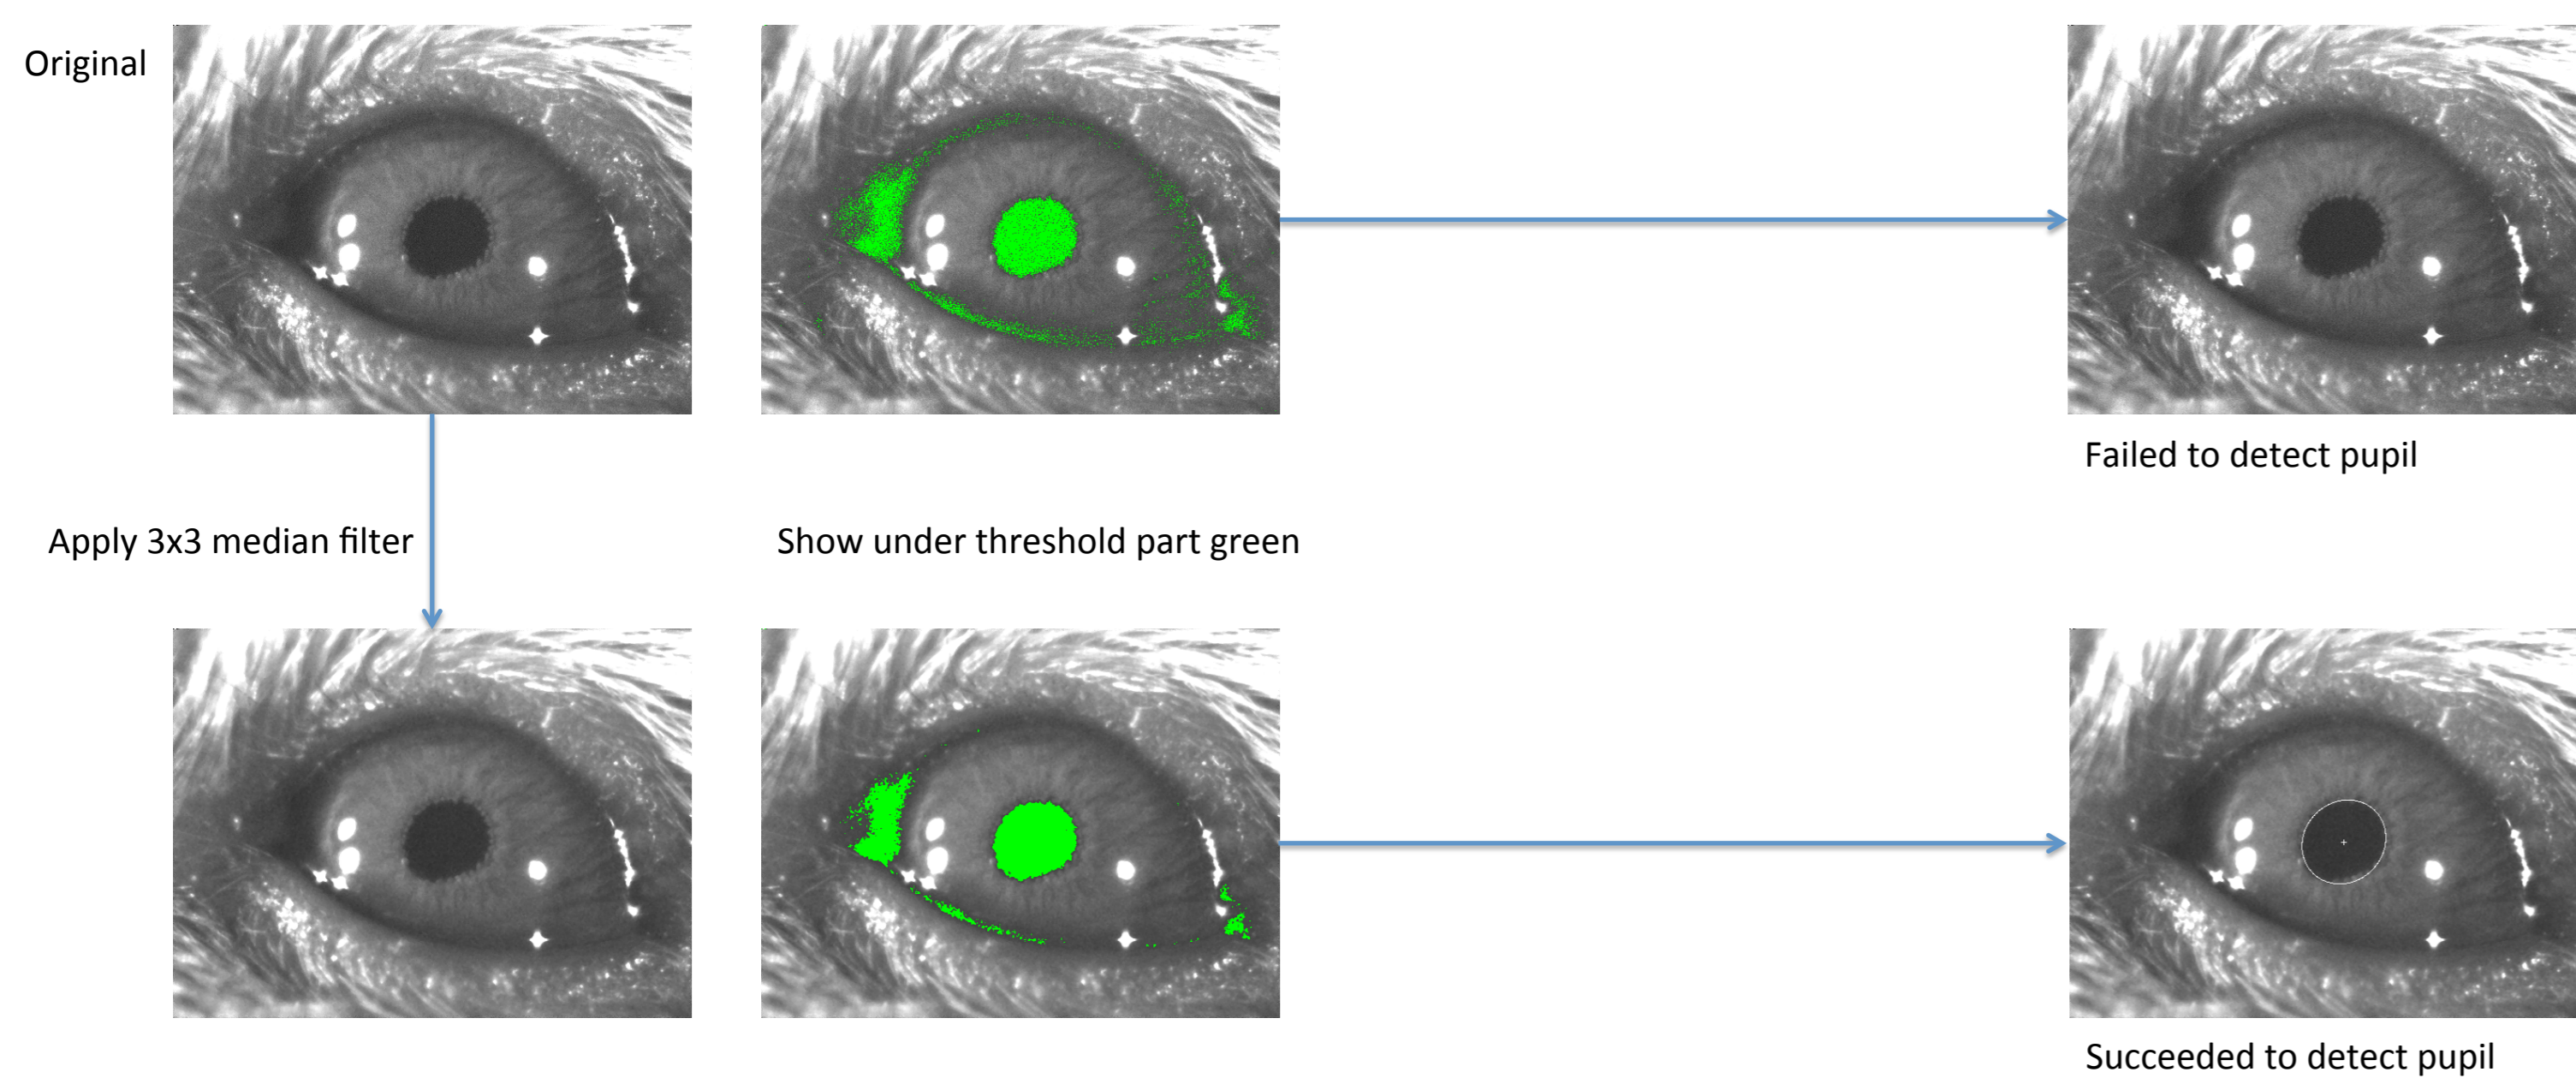 Original
Failed to detect pupil
Apply 3x3 median filter
Show under threshold part green
Succeeded to detect pupil